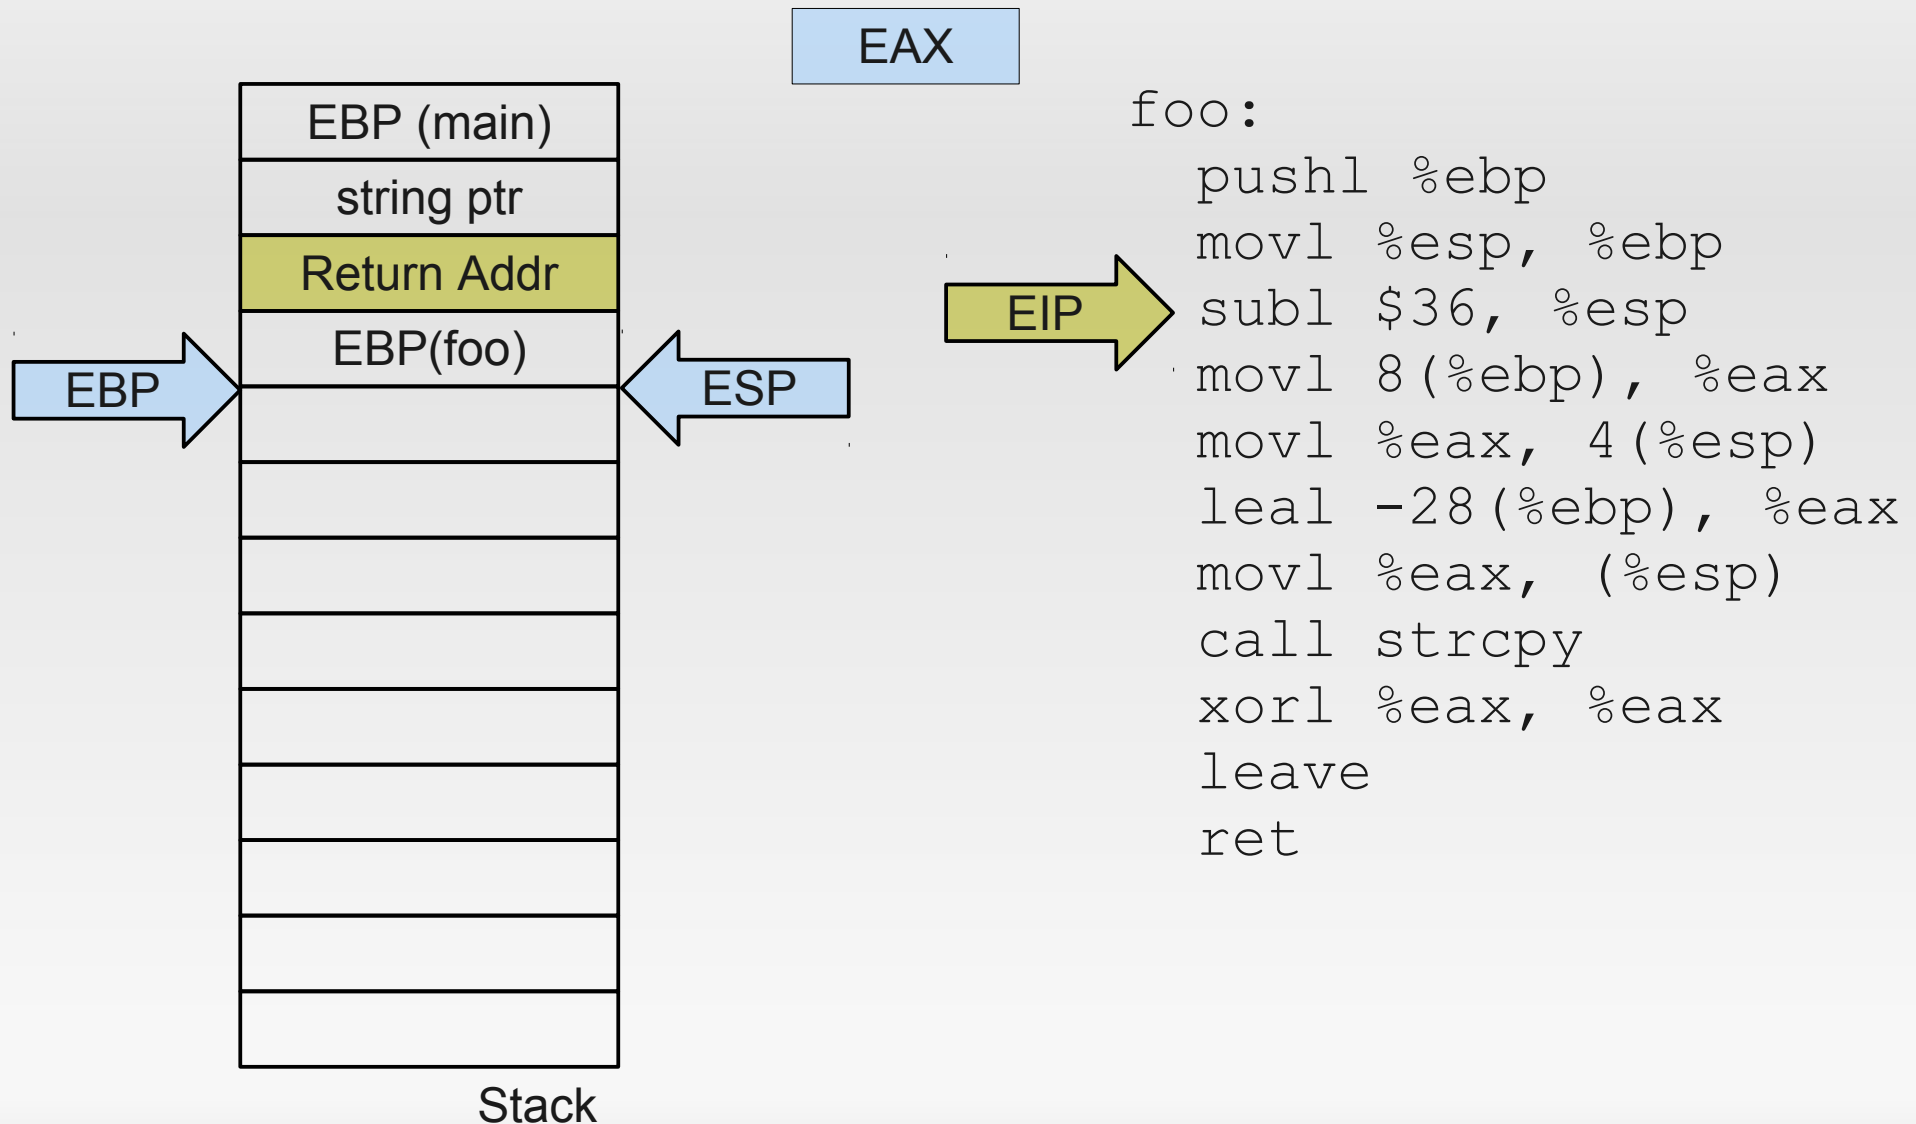 EAX
EBP (main)
string ptr
Return Addr
EBP(foo)
EBP
ESP
Stack
EIP
foo:
pushl %ebp
movl %esp, %ebp
subl $36, %esp
movl 8(%ebp), %eax
movl %eax, 4(%esp)
leal -28(%ebp), %eax
movl %eax, (%esp)
call strcpy
xorl %eax, %eax
leave
ret